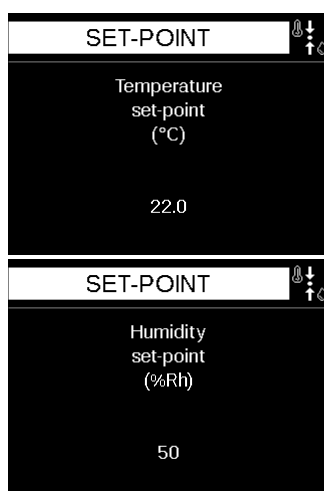 SET-POINT
Temperature
set-point
(°C)
22.0
SET-POINT
Humidity
set-point
(%Rh)
50